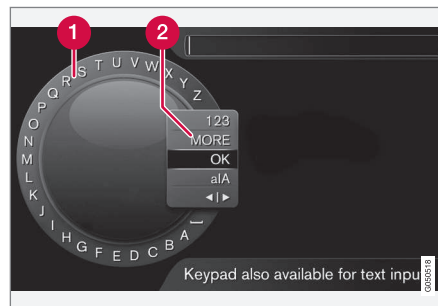 1
2
A B C D E F G H I J K L M N O P Q R S T U V W X Y Z
123
MORE
OK
a|A
◄|►
Keypad also available for text inpu
G050518